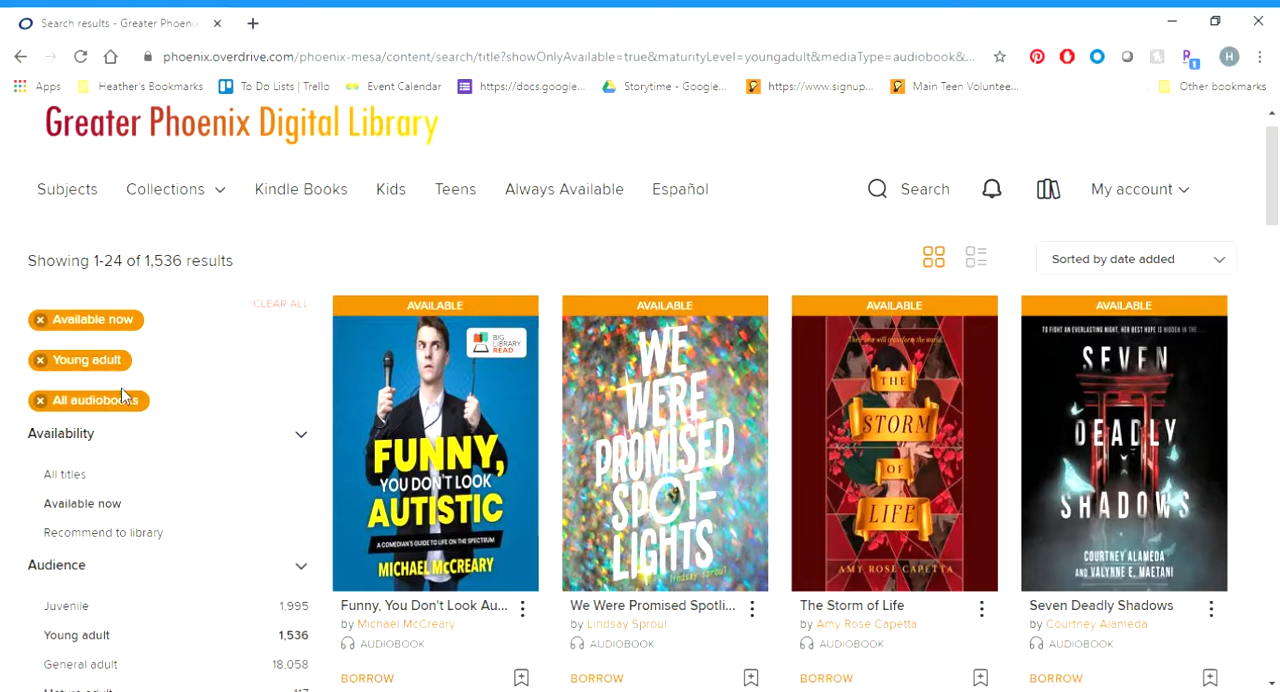 Search results - Greater Phoeni
phoenix.overdrive.com/phoenix-mesa/content/search/title?showOnlyAvailable=true&maturityLevel=youngadult&mediaType=audiobook&...
H
Apps
Heather's Bookmarks
To Do Lists | Trello
Event Calendar
https://docs.google...
Storytime - Google...
https://www.signup...
Main Teen Voluntee...
Other bookmarks
Greater Phoenix Digital Library
Subjects
Collections
Kindle Books
Kids
Teens
Always Available
Español
Search
My account
Showing 1-24 of 1,536 results
Sorted by date added
CLEAR ALL
Available now
Young adult
All audiobooks
Availability
All titles
Available now
Recommend to library
Audience
Juvenile 1,995
Young adult 1,536
General adult 18,058
Mature adult 117
AVAILABLE
BIG LIBRARY READ
FUNNY,
YOU DON'T LOOK
AUTISTIC
A COMEDIAN'S GUIDE TO LIFE ON THE SPECTRUM
MICHAEL McCREARY
Funny, You Don't Look Au...
by Michael McCreary
AUDIOBOOK
BORROW
AVAILABLE
WE
WERE
PROMISED
SPOT-
LIGHTS
lindsay sproul
We Were Promised Spotli...
by Lindsay Sproul
AUDIOBOOK
BORROW
AVAILABLE
THE
STORM
OF
LIFE
AMY ROSE CAPETTA
The Storm of Life
by Amy Rose Capetta
AUDIOBOOK
BORROW
AVAILABLE
TO FIGHT AN EVERLASTING NIGHT, HER BEST HOPE IS HIDDEN IN THE ...
SEVEN
DEADLY
SHADOWS
COURTNEY ALAMEDA
AND VALYNNE E. MAETANI
Seven Deadly Shadows
by Courtney Alameda
AUDIOBOOK
BORROW